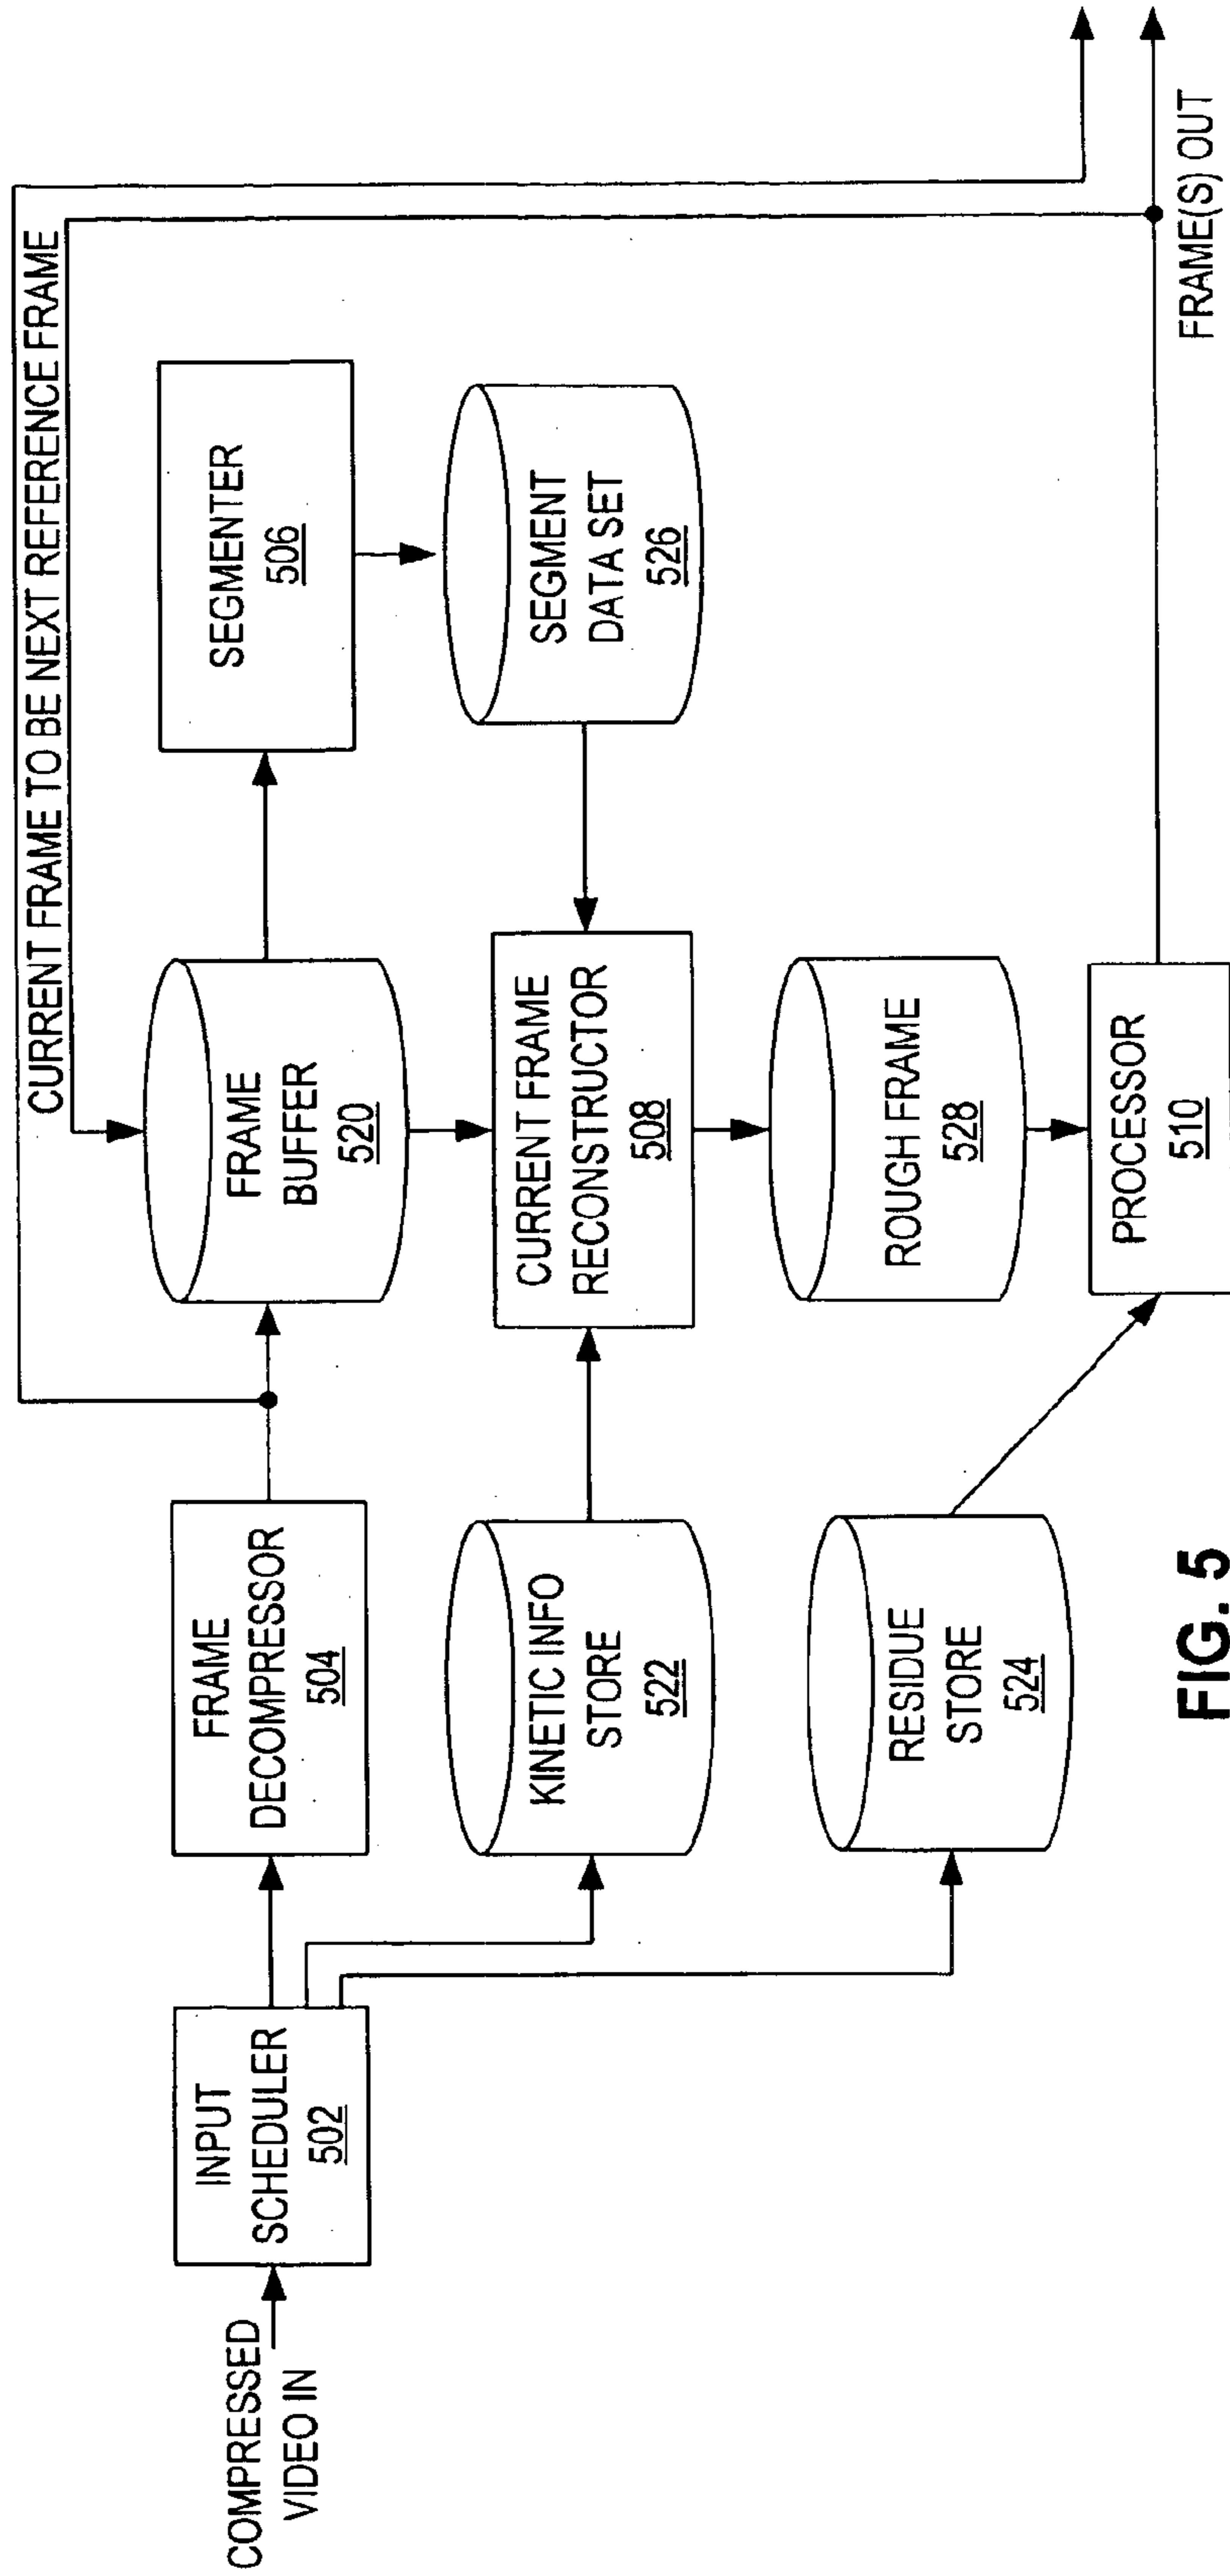 CURRENT FRAME TO BE NEXT REFERENCE FRAME
COMPRESSED
VIDEO IN
INPUT
SCHEDULER
502
FRAME
DECOMPRESSOR
504
FRAME
BUFFER
520
SEGMENTER
506
KINETIC INFO
STORE
522
CURRENT FRAME
RECONSTRUCTOR
508
SEGMENT
DATA SET
526
RESIDUE
STORE
524
ROUGH FRAME
528
PROCESSOR
510
FRAME(S) OUT
FIG. 5